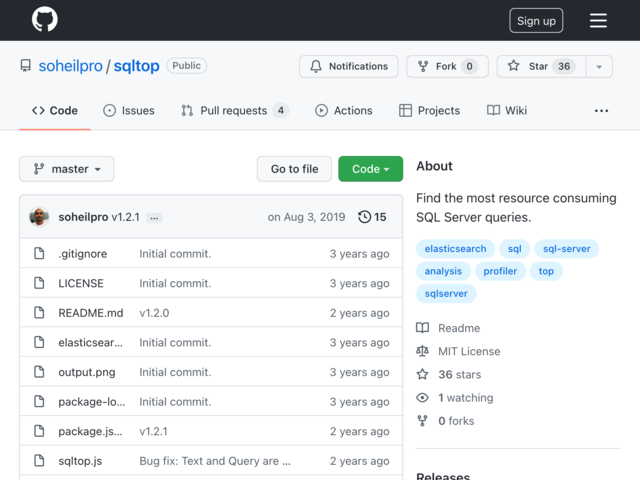 Sign up
soheilpro / sqltop Public
Notifications Fork 0 Star 36
Code Issues Pull requests 4 Actions Projects Wiki ...
master Go to file Code
soheilpro v1.2.1 ... on Aug 3, 2019 15
.gitignore Initial commit. 3 years ago
LICENSE Initial commit. 3 years ago
README.md v1.2.0 2 years ago
elasticsear... Initial commit. 3 years ago
output.png Initial commit. 3 years ago
package-lo... Initial commit. 3 years ago
package.js... v1.2.1 2 years ago
sqltop.js Bug fix: Text and Query are ... 2 years ago
About
Find the most resource consuming
SQL Server queries.
elasticsearch sql sql-server
analysis profiler top
sqlserver
Readme
MIT License
36 stars
1 watching
0 forks
Releases